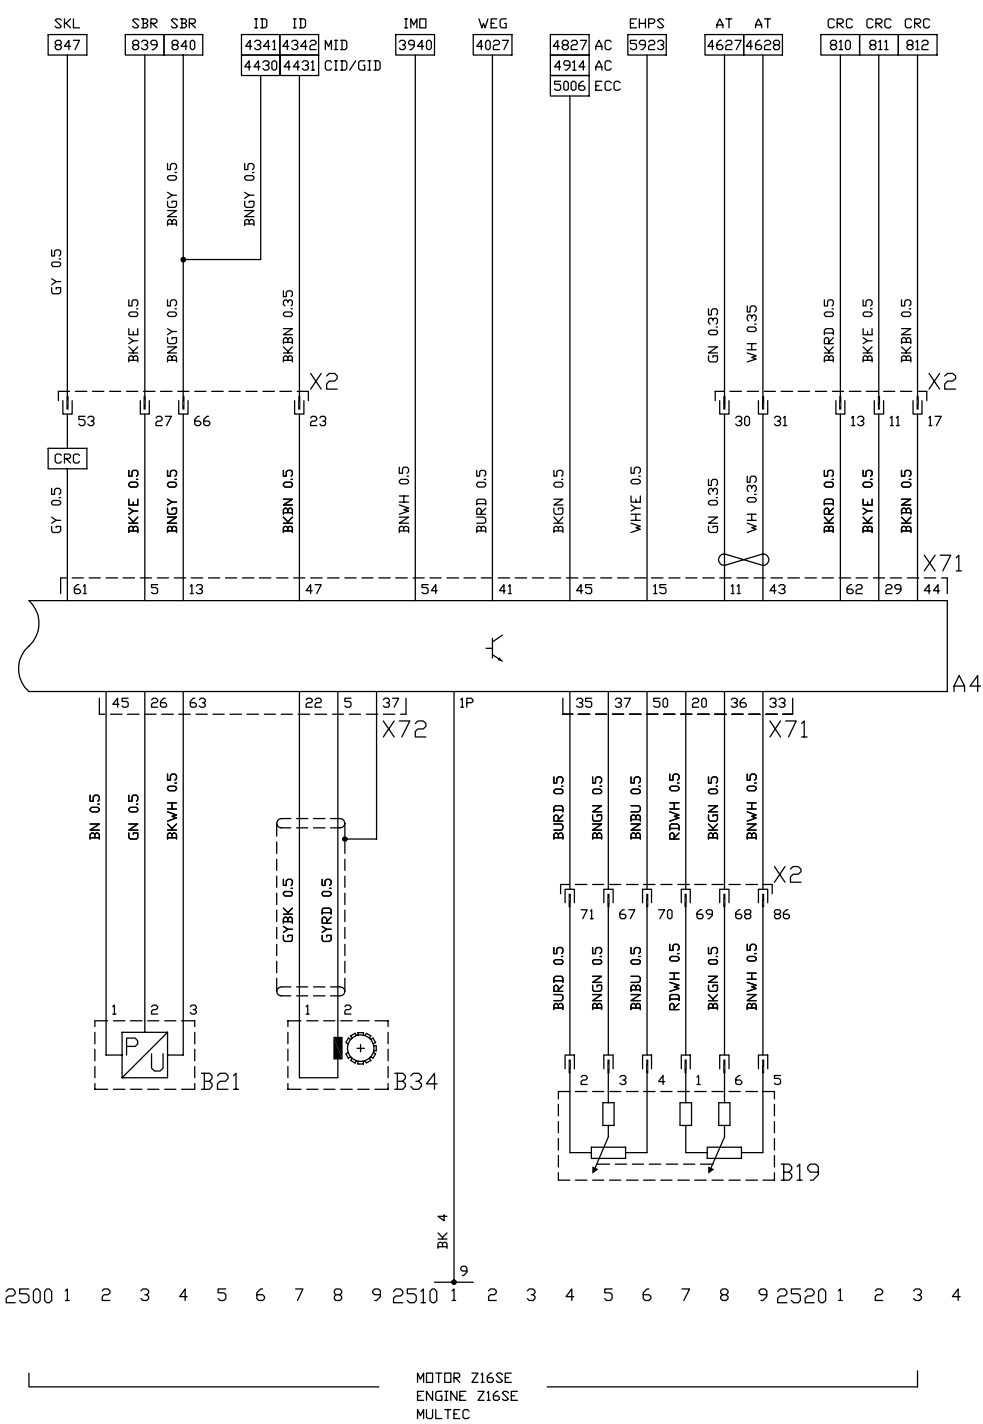 SKL SBR SBR ID ID IMO WEG EHPS AT AT CRC CRC CRC
847 839 840 4341 4342 MID 3940 4027 4827 AC 5923 4627 4628 810 811 812
4430 4431 CID/GID 4914 AC
5006 ECC
BNGY 0.5 BNGY 0.5
GY 0.5 BKYE 0.5 BNGY 0.5 BKBN 0.35 GN 0.35 WH 0.35 BKRD 0.5 BKYE 0.5 BKBN 0.5
X2 X2
53 27 66 23 30 31 13 11 17
CRC
GY 0.5 BKYE 0.5 BNGY 0.5 BKBN 0.5 BNWH 0.5 BURD 0.5 BKGN 0.5 WHYE 0.5 GN 0.35 WH 0.35 BKRD 0.5 BKYE 0.5 BKBN 0.5
X71
61 5 13 47 54 41 45 15 11 43 62 29 44
A4
45 26 63 22 5 37 1P 35 37 50 20 36 33
X72 X71
BN 0.5 GN 0.5 BKWH 0.5 BURD 0.5 BNGN 0.5 BNBU 0.5 RDWH 0.5 BKGN 0.5 BNWH 0.5
X2
71 67 70 69 68 86
GYBK 0.5 GYRD 0.5
BURD 0.5 BNGN 0.5 BNBU 0.5 RDWH 0.5 BKGN 0.5 BNWH 0.5
1 2 3 1 2
P U
B21 B34
2 3 4 1 6 5
B19
BK 4
9
2500 1 2 3 4 5 6 7 8 9 2510 1 2 3 4 5 6 7 8 9 2520 1 2 3 4
MOTOR Z16SE
ENGINE Z16SE
MULTEC